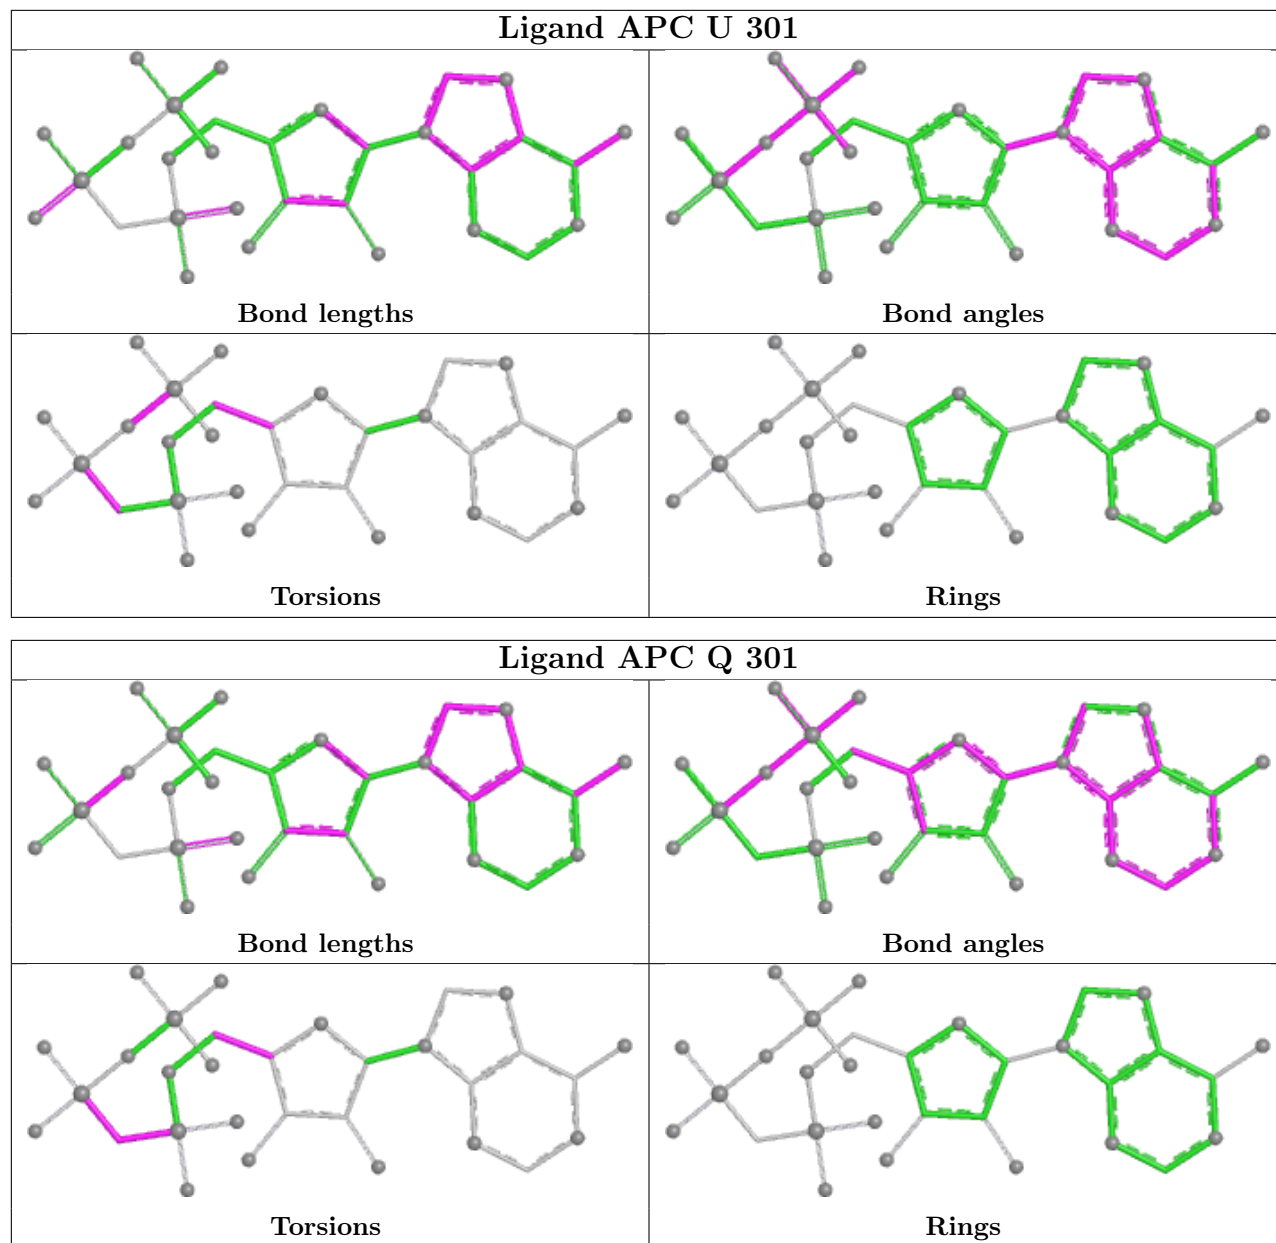 Ligand APC U 301
Bond lengths
Bond angles
Torsions
Rings
Ligand APC Q 301
Bond lengths
Bond angles
Torsions
Rings